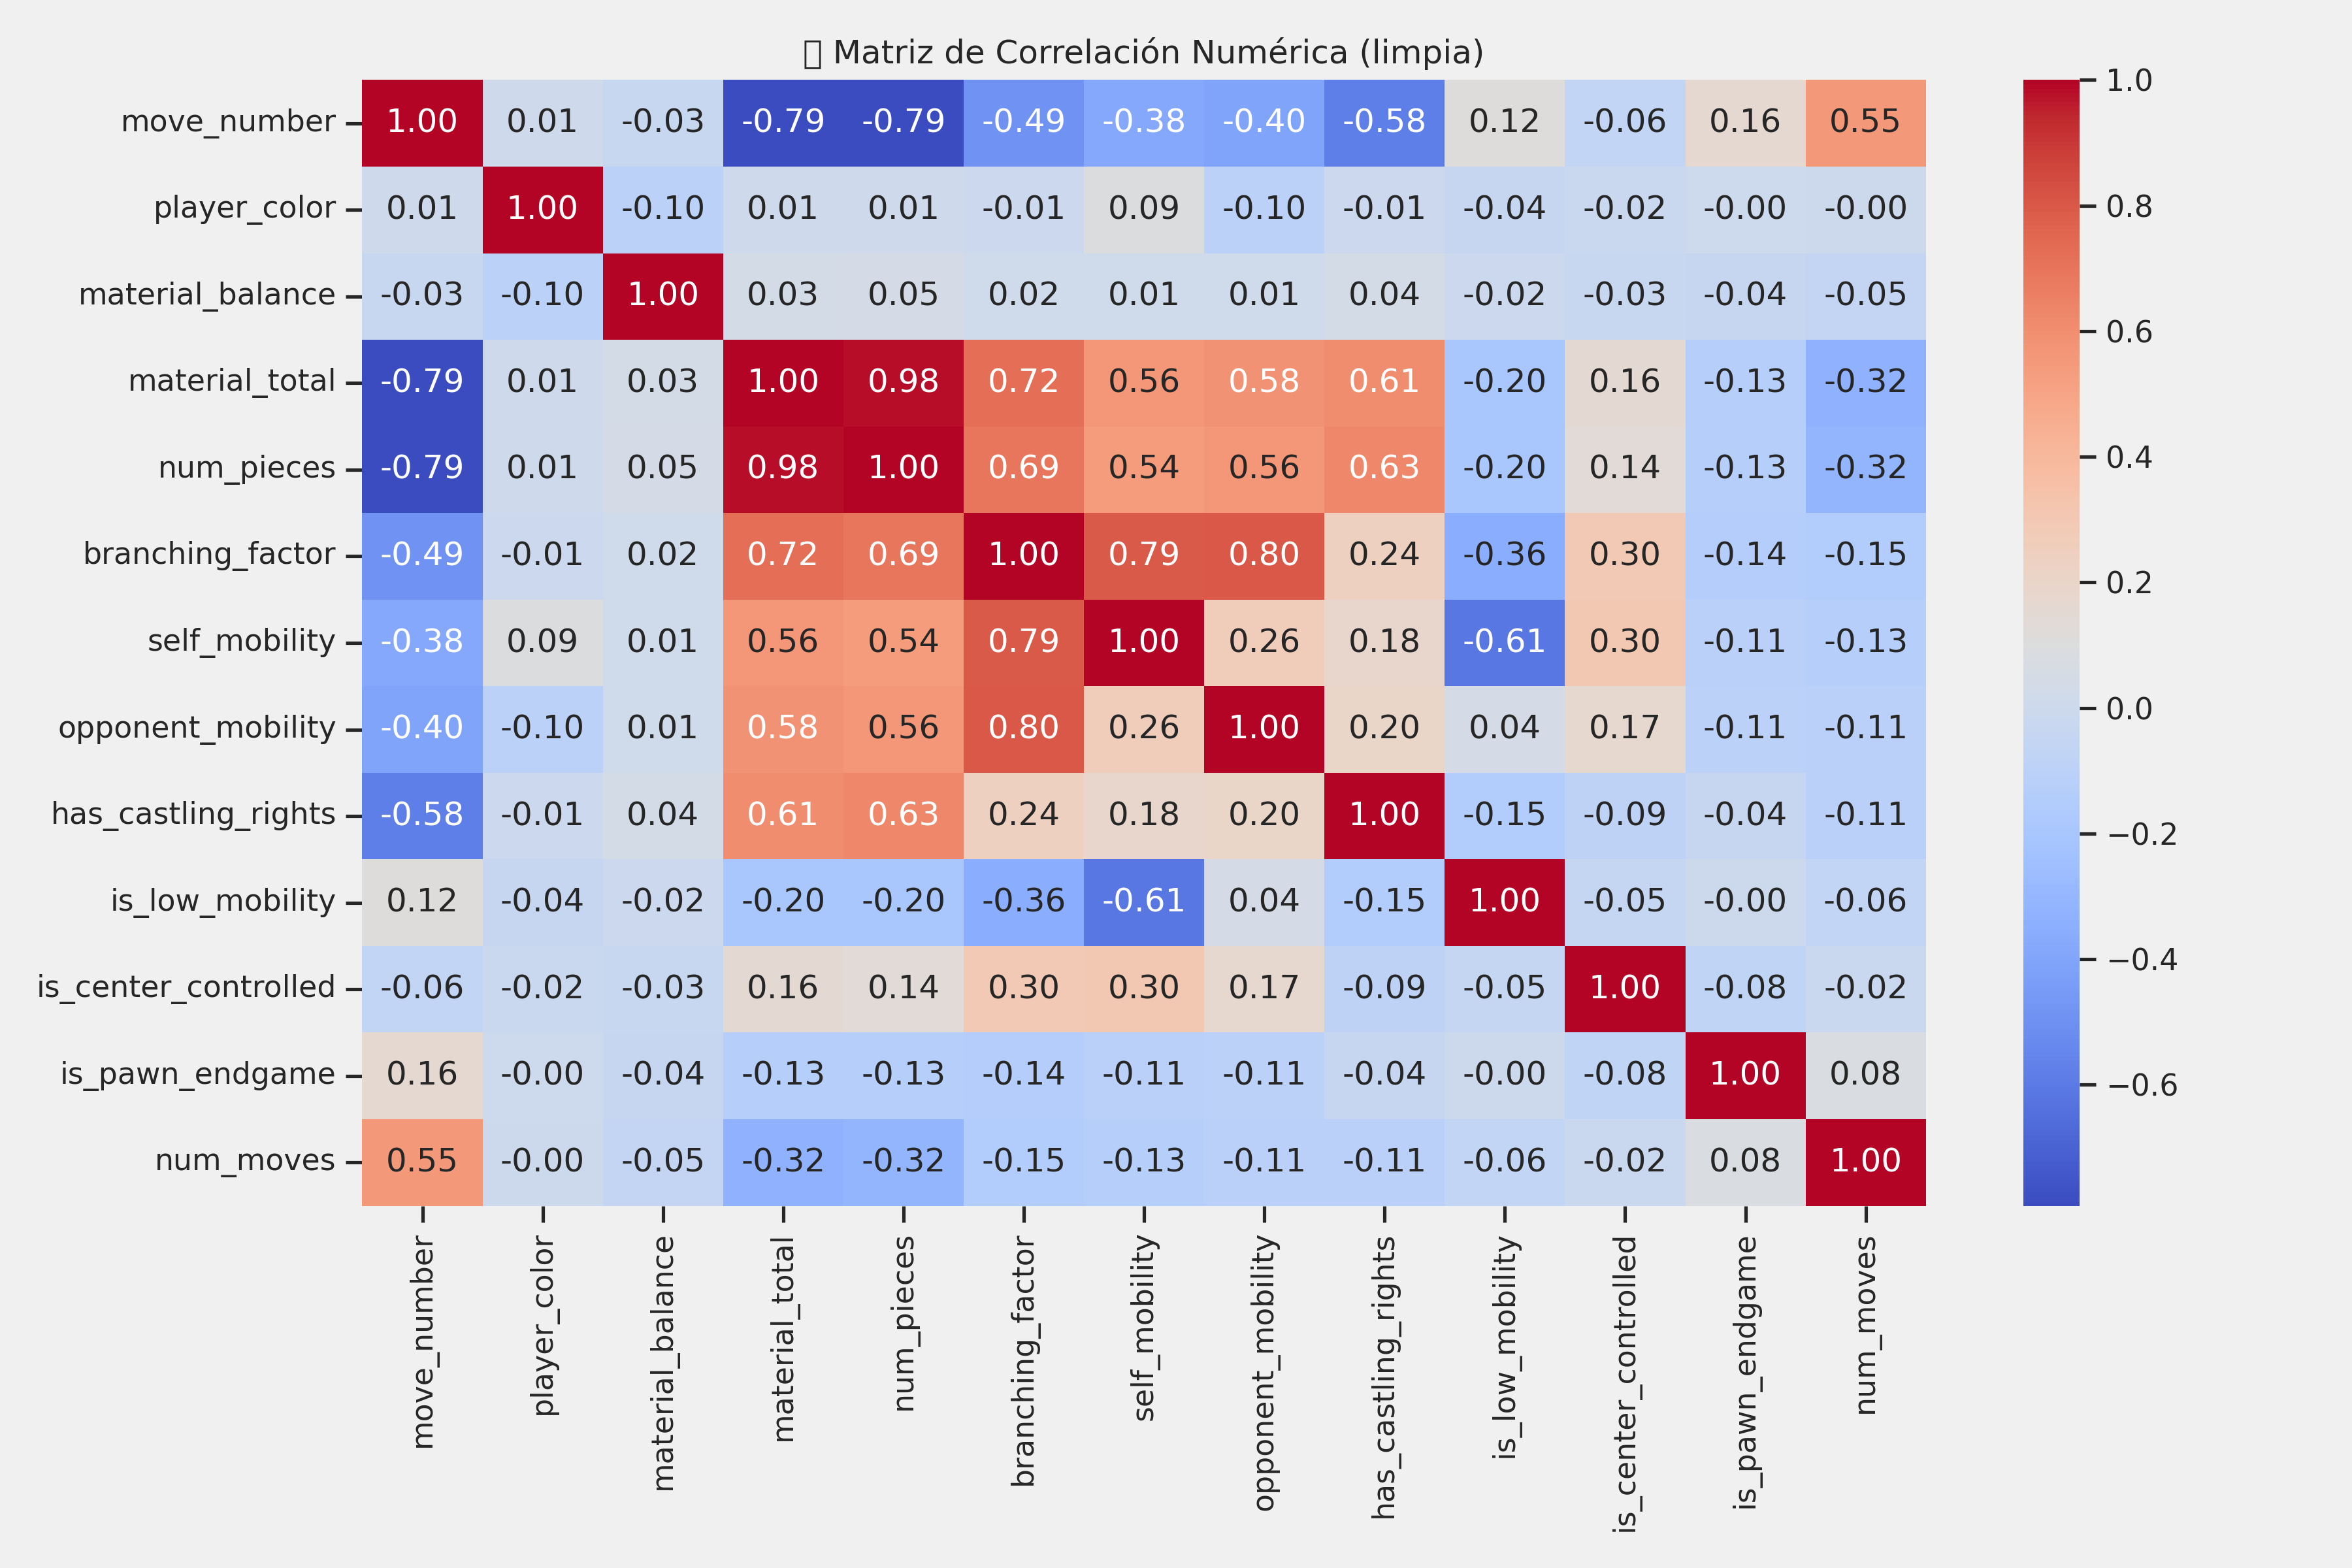 ▯ Matriz de Correlación Numérica (limpia)
move_number 1.00 0.01 -0.03 -0.79 -0.79 -0.49 -0.38 -0.40 -0.58 0.12 -0.06 0.16 0.55
player_color 0.01 1.00 -0.10 0.01 0.01 -0.01 0.09 -0.10 -0.01 -0.04 -0.02 -0.00 -0.00
material_balance -0.03 -0.10 1.00 0.03 0.05 0.02 0.01 0.01 0.04 -0.02 -0.03 -0.04 -0.05
material_total -0.79 0.01 0.03 1.00 0.98 0.72 0.56 0.58 0.61 -0.20 0.16 -0.13 -0.32
num_pieces -0.79 0.01 0.05 0.98 1.00 0.69 0.54 0.56 0.63 -0.20 0.14 -0.13 -0.32
branching_factor -0.49 -0.01 0.02 0.72 0.69 1.00 0.79 0.80 0.24 -0.36 0.30 -0.14 -0.15
self_mobility -0.38 0.09 0.01 0.56 0.54 0.79 1.00 0.26 0.18 -0.61 0.30 -0.11 -0.13
opponent_mobility -0.40 -0.10 0.01 0.58 0.56 0.80 0.26 1.00 0.20 0.04 0.17 -0.11 -0.11
has_castling_rights -0.58 -0.01 0.04 0.61 0.63 0.24 0.18 0.20 1.00 -0.15 -0.09 -0.04 -0.11
is_low_mobility 0.12 -0.04 -0.02 -0.20 -0.20 -0.36 -0.61 0.04 -0.15 1.00 -0.05 -0.00 -0.06
is_center_controlled -0.06 -0.02 -0.03 0.16 0.14 0.30 0.30 0.17 -0.09 -0.05 1.00 -0.08 -0.02
is_pawn_endgame 0.16 -0.00 -0.04 -0.13 -0.13 -0.14 -0.11 -0.11 -0.04 -0.00 -0.08 1.00 0.08
num_moves 0.55 -0.00 -0.05 -0.32 -0.32 -0.15 -0.13 -0.11 -0.11 -0.06 -0.02 0.08 1.00
move_number
player_color
material_balance
material_total
num_pieces
branching_factor
self_mobility
opponent_mobility
has_castling_rights
is_low_mobility
is_center_controlled
is_pawn_endgame
num_moves
1.0
0.8
0.6
0.4
0.2
0.0
−0.2
−0.4
−0.6